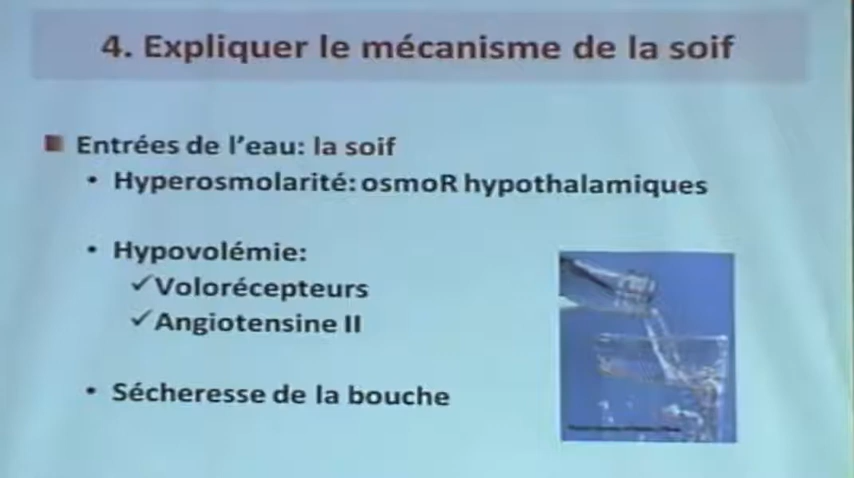 4. Expliquer le mécanisme de la soif
Entrées de l'eau: la soif
• Hyperosmolarité: osmoR hypothalamiques
• Hypovolémie:
✓Volorécepteurs
✓Angiotensine II
• Sécheresse de la bouche